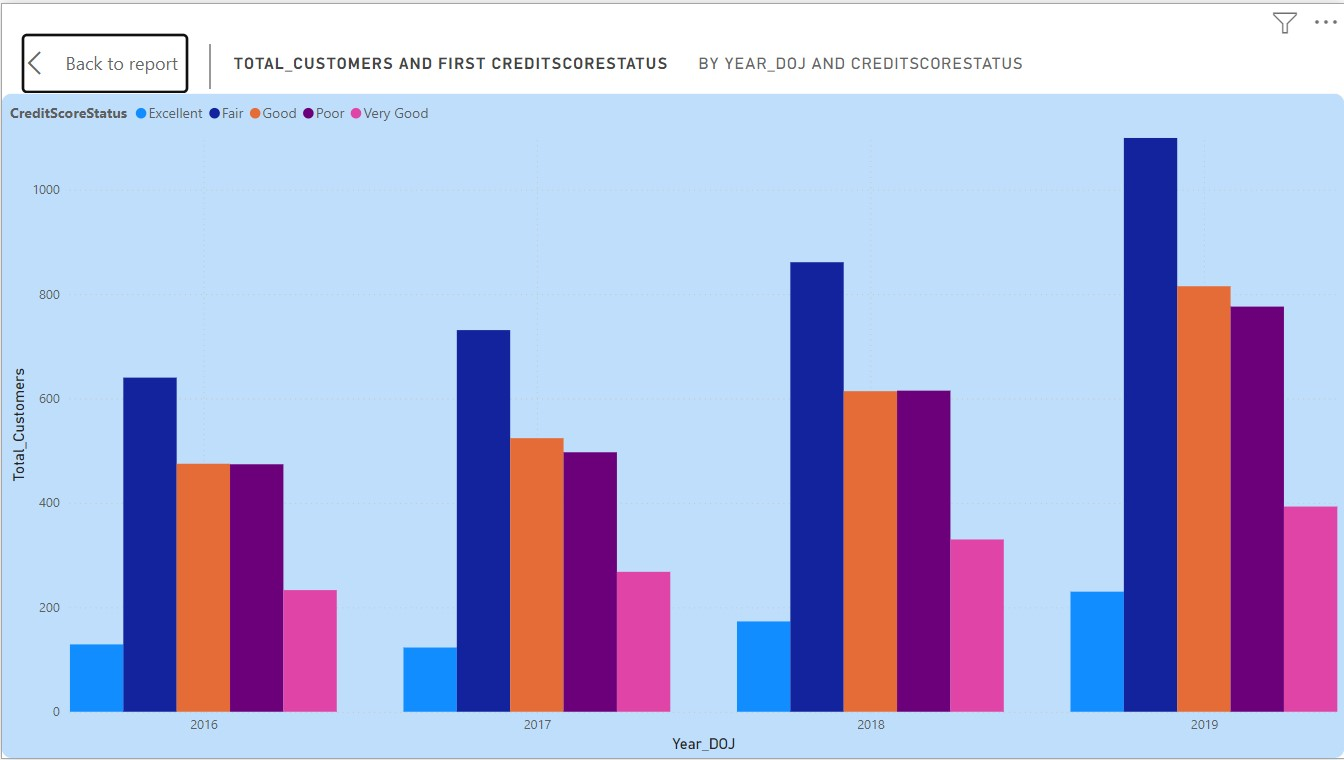 Back to report
TOTAL_CUSTOMERS AND FIRST CREDITSCORESTATUS BY YEAR_DOJ AND CREDITSCORESTATUS
CreditScoreStatus Excellent Fair Good Poor Very Good
1000
800
600
400
200
0
Total_Customers
2016 2017 2018 2019
Year_DOJ